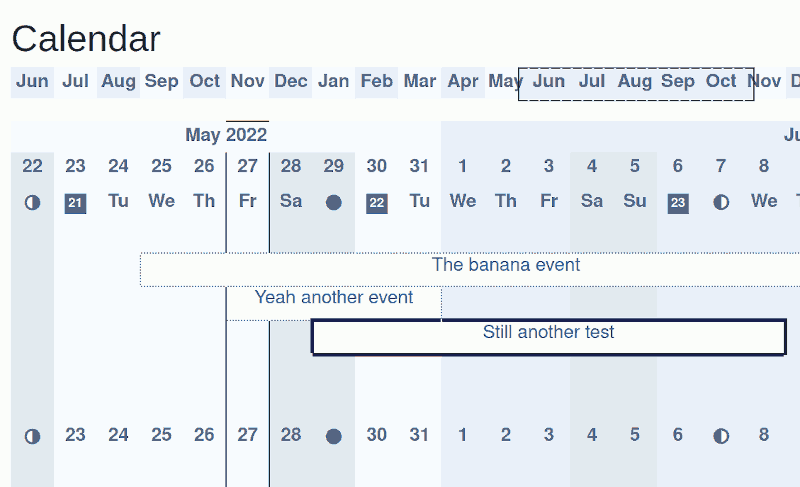 Calendar
Jun Jul Aug Sep Oct Nov Dec Jan Feb Mar Apr May Jun Jul Aug Sep Oct Nov D
May 2022 Ju
22 23 24 25 26 27 28 29 30 31 1 2 3 4 5 6 7 8
21 Tu We Th Fr Sa 22 Tu We Th Fr Sa Su 23 We
The banana event
Yeah another event
Still another test
23 24 25 26 27 28 30 31 1 2 3 4 5 6 8